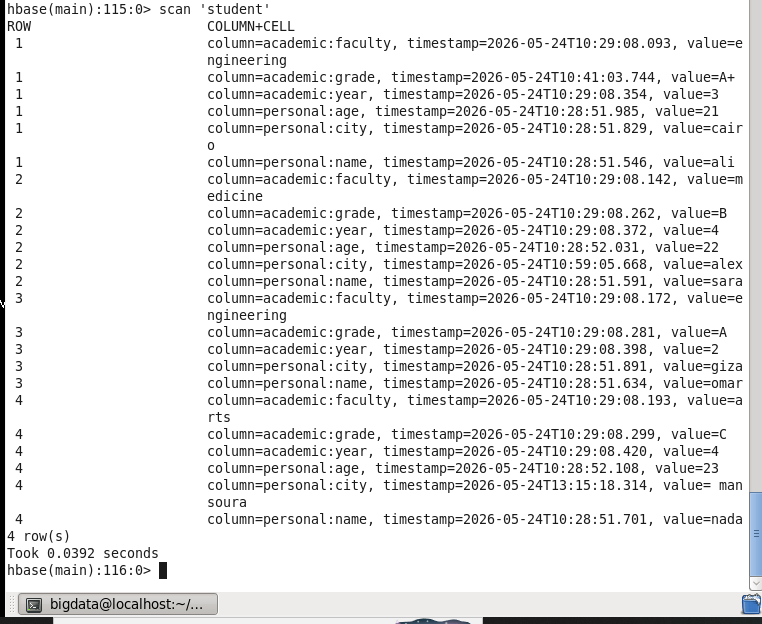 hbase(main):115:0> scan 'student'
ROW                     COLUMN+CELL
 1                      column=academic:faculty, timestamp=2026-05-24T10:29:08.093, value=e
                        ngineering
 1                      column=academic:grade, timestamp=2026-05-24T10:41:03.744, value=A+
 1                      column=academic:year, timestamp=2026-05-24T10:29:08.354, value=3
 1                      column=personal:age, timestamp=2026-05-24T10:28:51.985, value=21
 1                      column=personal:city, timestamp=2026-05-24T10:28:51.829, value=cair
                        o
 1                      column=personal:name, timestamp=2026-05-24T10:28:51.546, value=ali
 2                      column=academic:faculty, timestamp=2026-05-24T10:29:08.142, value=m
                        edicine
 2                      column=academic:grade, timestamp=2026-05-24T10:29:08.262, value=B
 2                      column=academic:year, timestamp=2026-05-24T10:29:08.372, value=4
 2                      column=personal:age, timestamp=2026-05-24T10:28:52.031, value=22
 2                      column=personal:city, timestamp=2026-05-24T10:59:05.668, value=alex
 2                      column=personal:name, timestamp=2026-05-24T10:28:51.591, value=sara
 3                      column=academic:faculty, timestamp=2026-05-24T10:29:08.172, value=e
                        ngineering
 3                      column=academic:grade, timestamp=2026-05-24T10:29:08.281, value=A
 3                      column=academic:year, timestamp=2026-05-24T10:29:08.398, value=2
 3                      column=personal:city, timestamp=2026-05-24T10:28:51.891, value=giza
 3                      column=personal:name, timestamp=2026-05-24T10:28:51.634, value=omar
 4                      column=academic:faculty, timestamp=2026-05-24T10:29:08.193, value=a
                        rts
 4                      column=academic:grade, timestamp=2026-05-24T10:29:08.299, value=C
 4                      column=academic:year, timestamp=2026-05-24T10:29:08.420, value=4
 4                      column=personal:age, timestamp=2026-05-24T10:28:52.108, value=23
 4                      column=personal:city, timestamp=2026-05-24T13:15:18.314, value= man
                        soura
 4                      column=personal:name, timestamp=2026-05-24T10:28:51.701, value=nada
4 row(s)
Took 0.0392 seconds
hbase(main):116:0>
bigdata@localhost:~/...